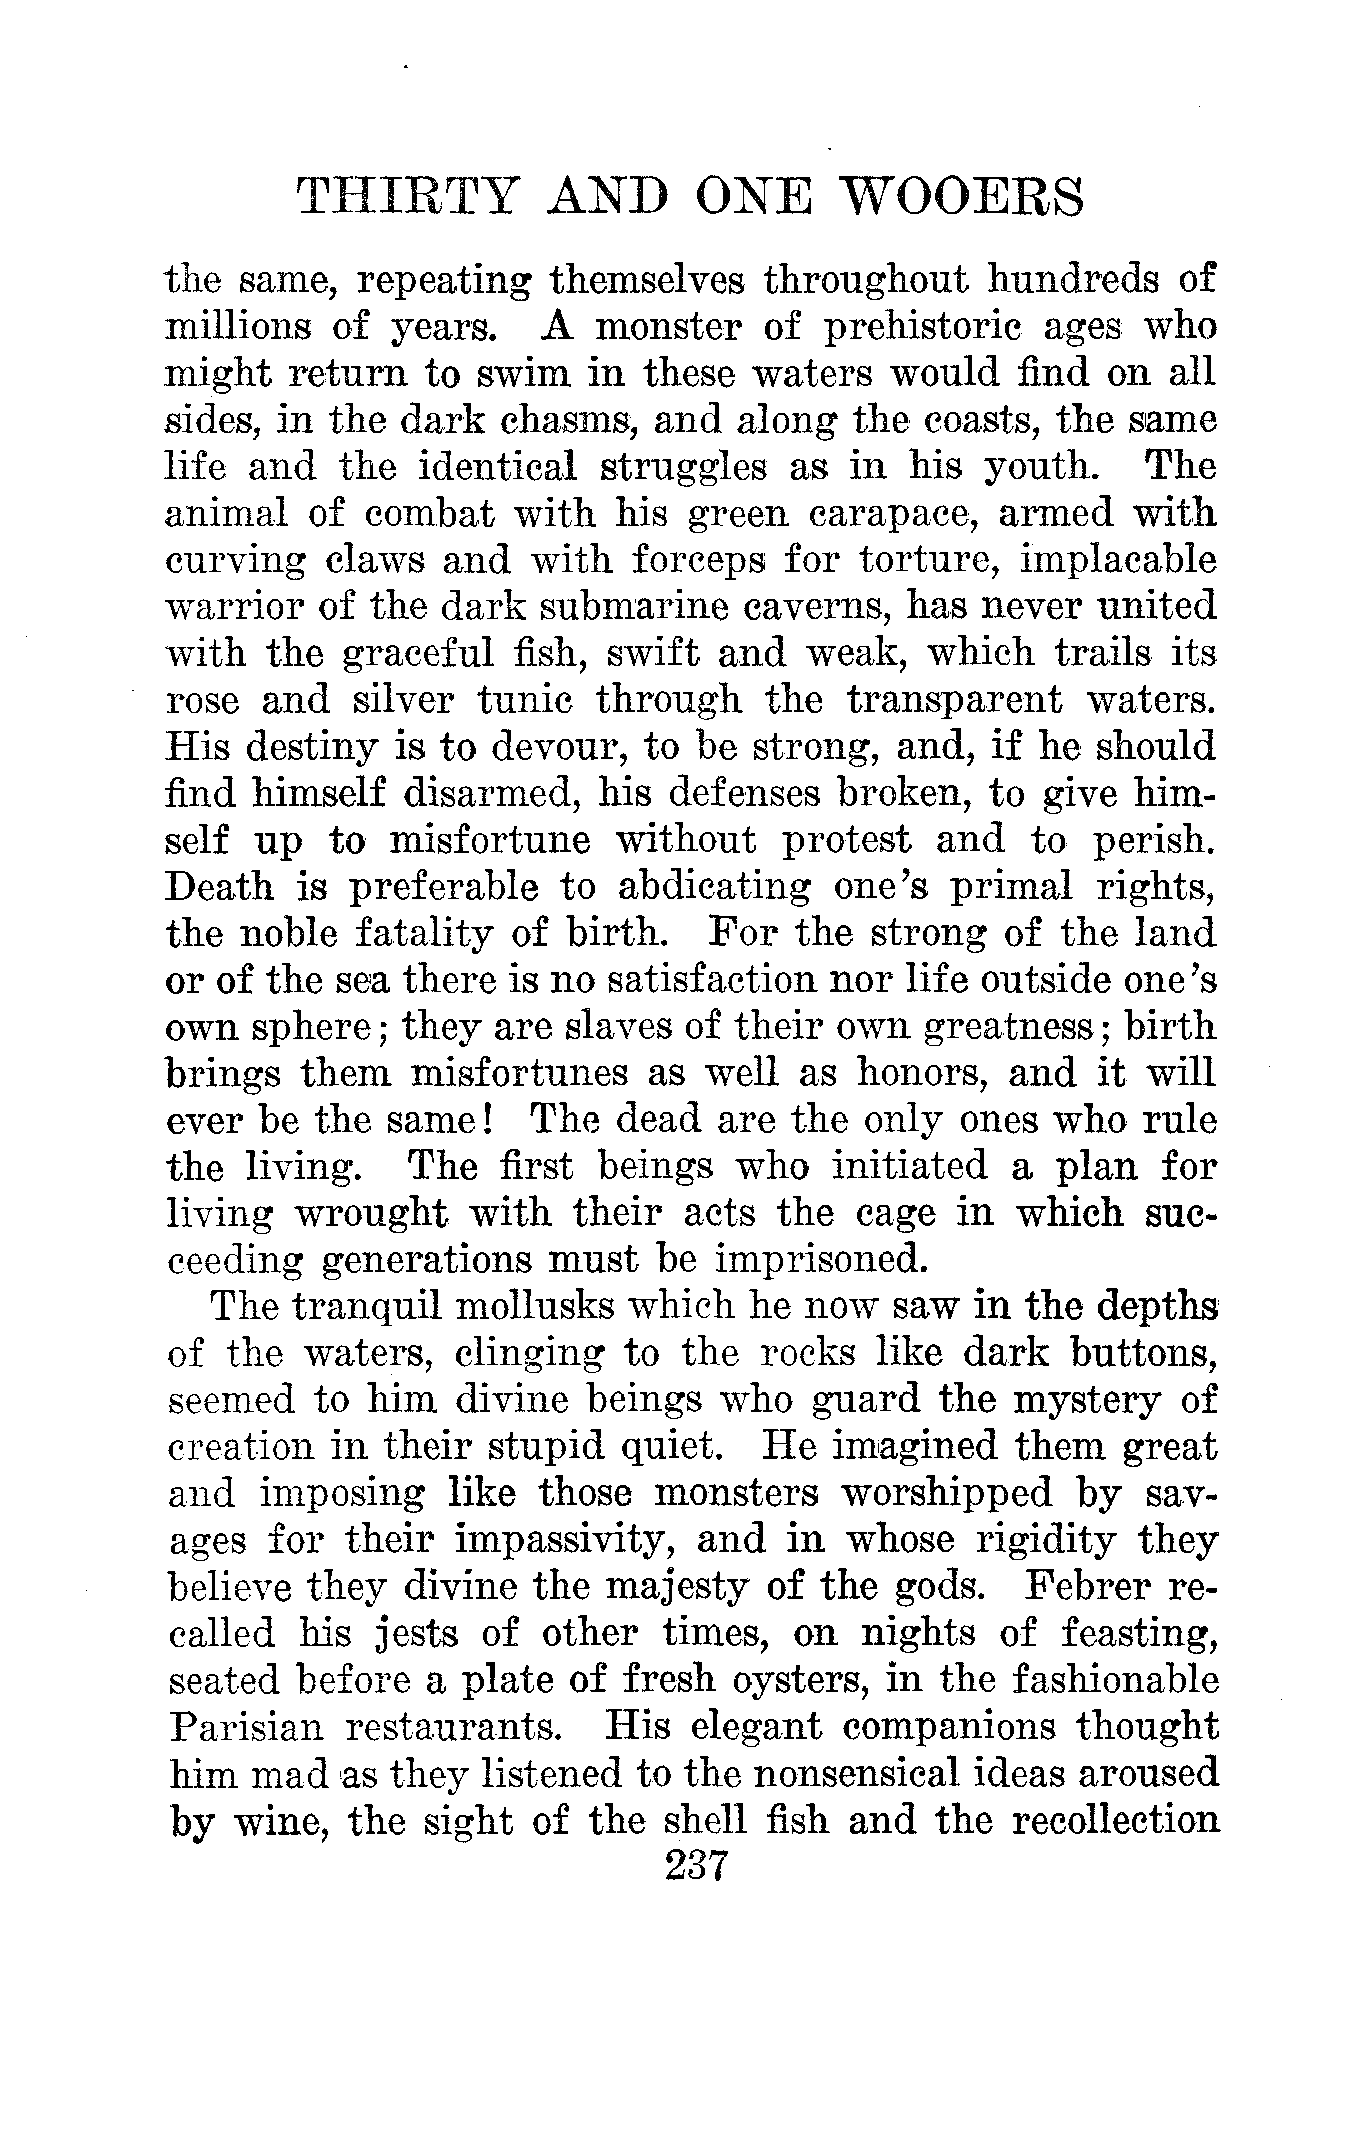 THIRTY AND ONE WOOERS
the same, repeating themselves throughout hundreds of
millions of years. A monster of prehistoric ages who
might return to swim in these waters would find on all
sides, in the dark chasms, and along the coasts, the same
life and the identical struggles as in his youth. The
animal of combat with his green carapace, armed with
curving claws and with forceps for torture, implacable
warrior of the dark submarine caverns, has never united
with the graceful fish, swift and weak, which trails its
rose and silver tunic through the transparent waters.
His destiny is to devour, to be strong, and, if he should
find himself disarmed, his defenses broken, to give him-
self up to misfortune without protest and to perish.
Death is preferable to abdicating one's primal rights,
the noble fatality of birth. For the strong of the land
or of the sea there is no satisfaction nor life outside one's
own sphere; they are slaves of their own greatness; birth
brings them misfortunes as well as honors, and it will
ever be the same! The dead are the only ones who rule
the living. The first beings who initiated a plan for
living wrought with their acts the cage in which suc-
ceeding generations must be imprisoned.
The tranquil mollusks which he now saw in the depths
of the waters, clinging to the rocks like dark buttons,
seemed to him divine beings who guard the mystery of
creation in their stupid quiet. He imagined them great
and imposing like those monsters worshipped by sav-
ages for their impassivity, and in whose rigidity they
believe they divine the majesty of the gods. Febrer re-
called his jests of other times, on nights of feasting,
seated before a plate of fresh oysters, in the fashionable
Parisian restaurants. His elegant companions thought
him mad as they listened to the nonsensical ideas aroused
by wine, the sight of the shell fish and the recollection
237